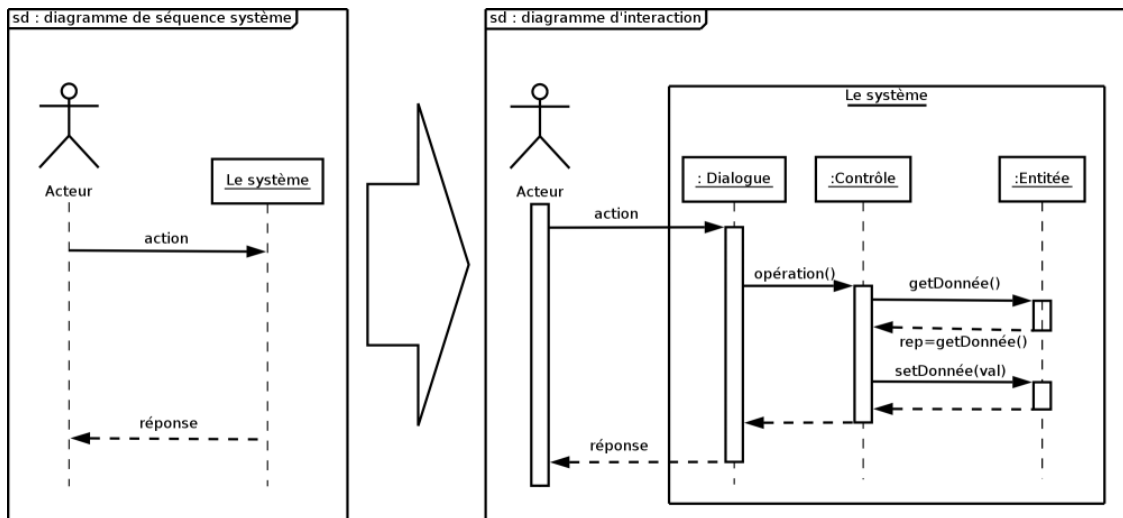 sd : diagramme de séquence système
Acteur
Le système
action
réponse
sd : diagramme d'interaction
Le système
Acteur
: Dialogue
:Contrôle
:Entitée
action
opération()
getDonnée()
rep=getDonnée()
setDonnée(val)
réponse